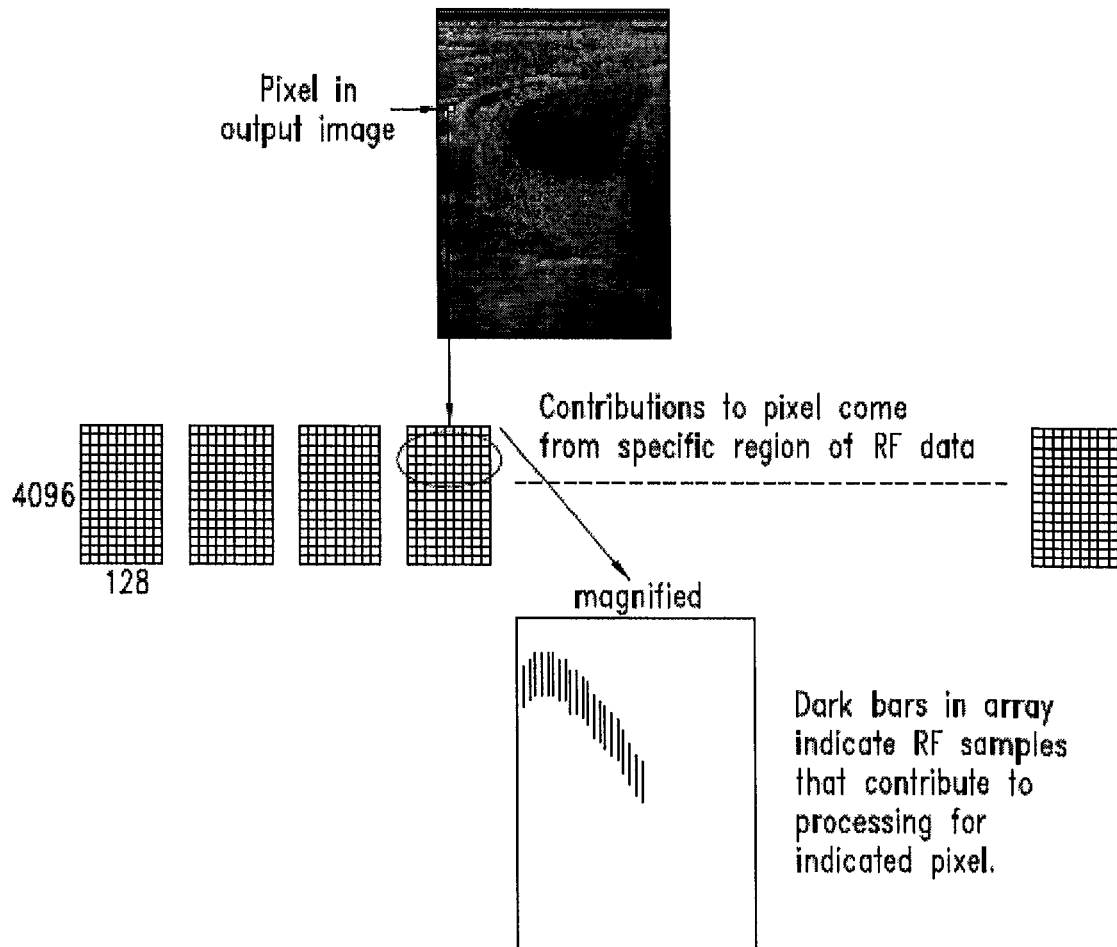 Pixel in
output image
Contributions to pixel come
from specific region of RF data
4096
128
magnified
Dark bars in array
indicate RF samples
that contribute to
processing for
indicated pixel.